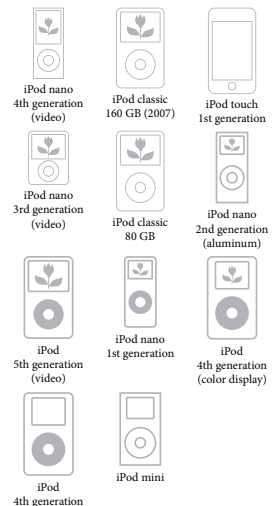 iPod nano
4th generation
(video)
iPod classic
160 GB (2007)
iPod touch
1st generation
iPod nano
3rd generation
(video)
iPod classic
80 GB
iPod nano
2nd generation
(aluminum)
iPod
5th generation
(video)
iPod nano
1st generation
iPod
4th generation
(color display)
iPod
4th generation
iPod mini